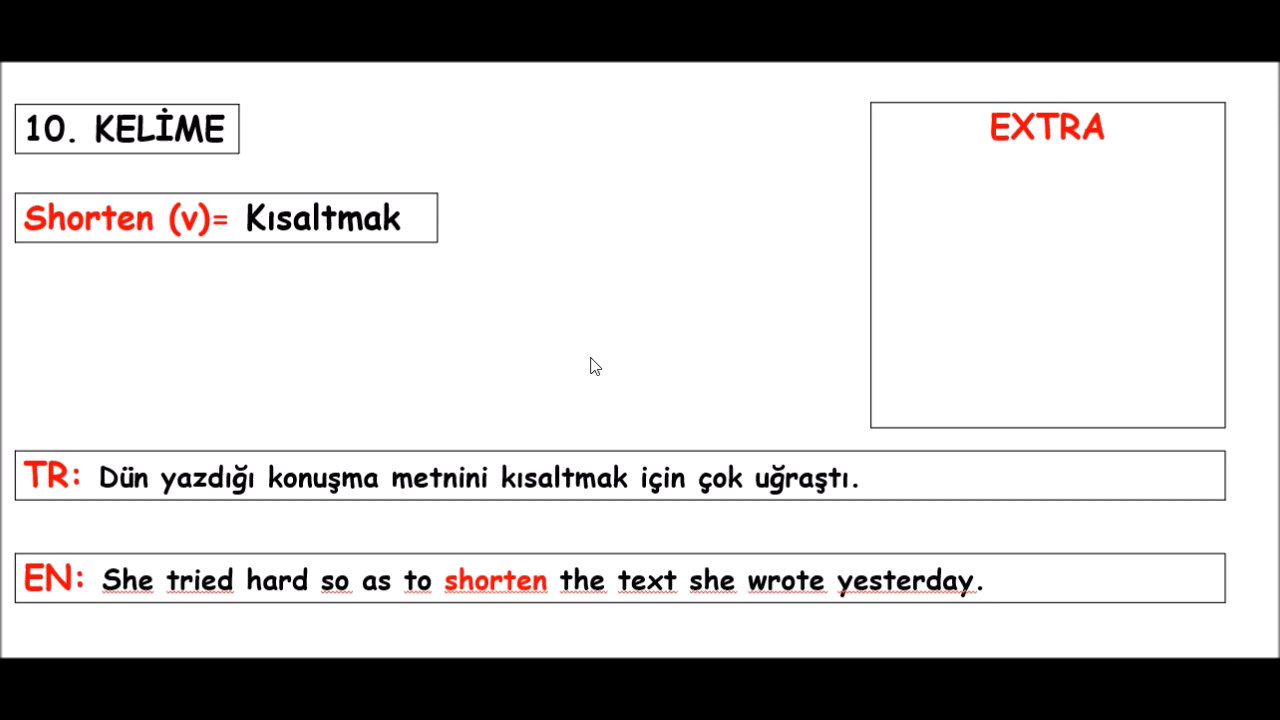 10. KELİME
EXTRA
Shorten (v)= Kısaltmak
TR: Dün yazdığı konuşma metnini kısaltmak için çok uğraştı.
EN: She tried hard so as to shorten the text she wrote yesterday.